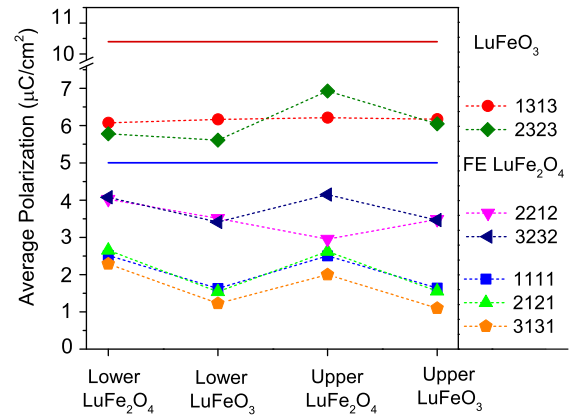 Average Polarization (μC/cm²)
11
10
7
6
5
4
3
2
1
0
Lower LuFe₂O₄
Lower LuFeO₃
Upper LuFe₂O₄
Upper LuFeO₃
LuFeO₃
1313
2323
FE LuFe₂O₄
2212
3232
1111
2121
3131